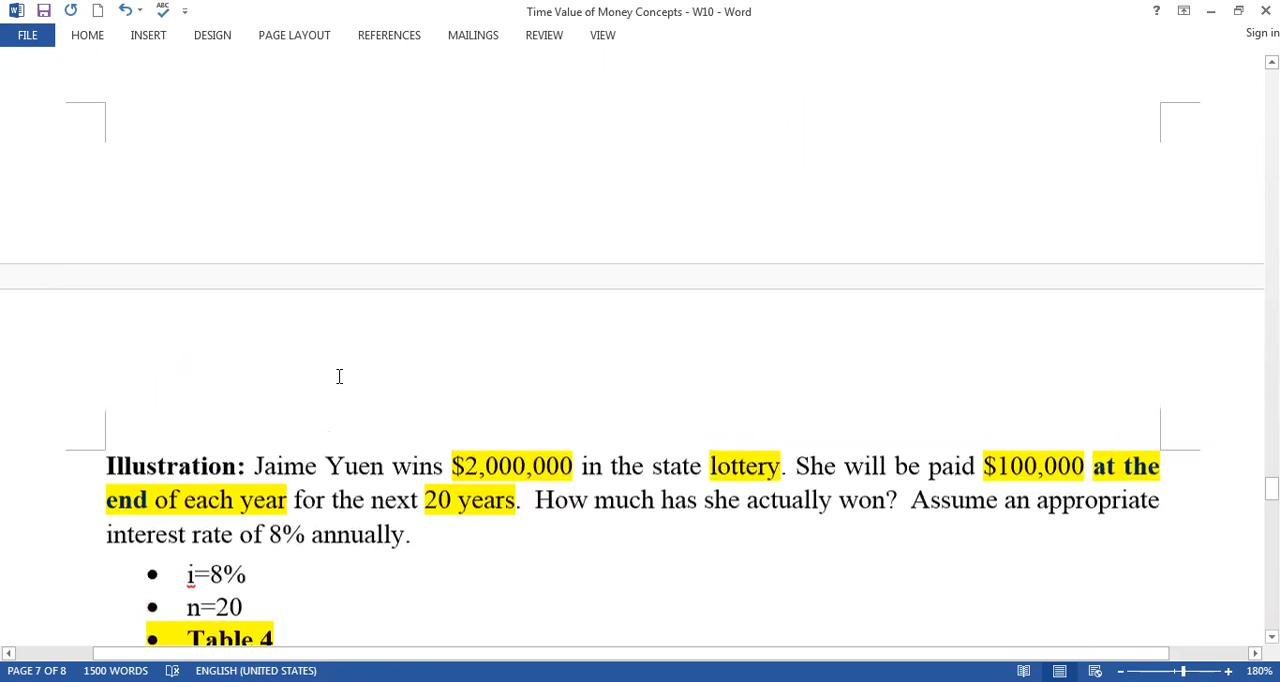 Time Value of Money Concepts - W10 - Word
?
FILE HOME INSERT DESIGN PAGE LAYOUT REFERENCES MAILINGS REVIEW VIEW
Sign in
Illustration: Jaime Yuen wins $2,000,000 in the state lottery. She will be paid $100,000 at the
end of each year for the next 20 years. How much has she actually won? Assume an appropriate
interest rate of 8% annually.
• i=8%
• n=20
• Table 4
PAGE 7 OF 8 1500 WORDS ENGLISH (UNITED STATES) 180%